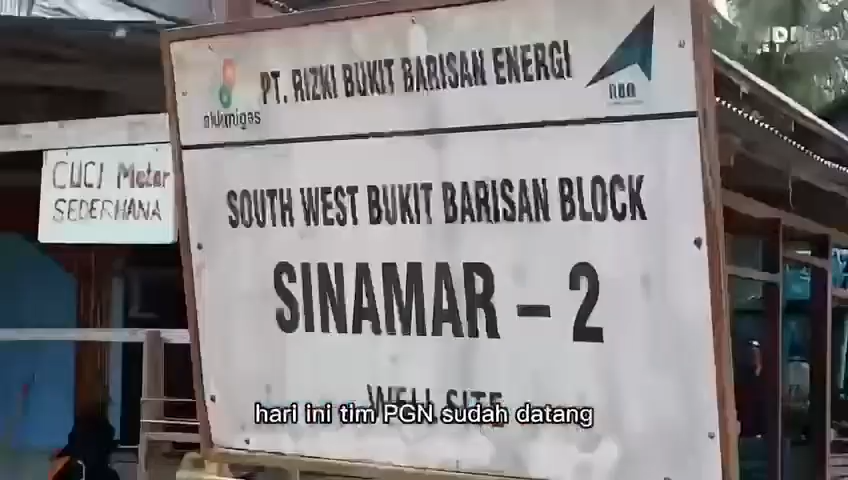 PT. RIZKI BUKIT BARISAN ENERGI
skkmigas
RBB
CUCI Motor
SEDERHANA
SOUTH WEST BUKIT BARISAN BLOCK
SINAMAR – 2
WELL SITE
hari ini tim PGN sudah datang